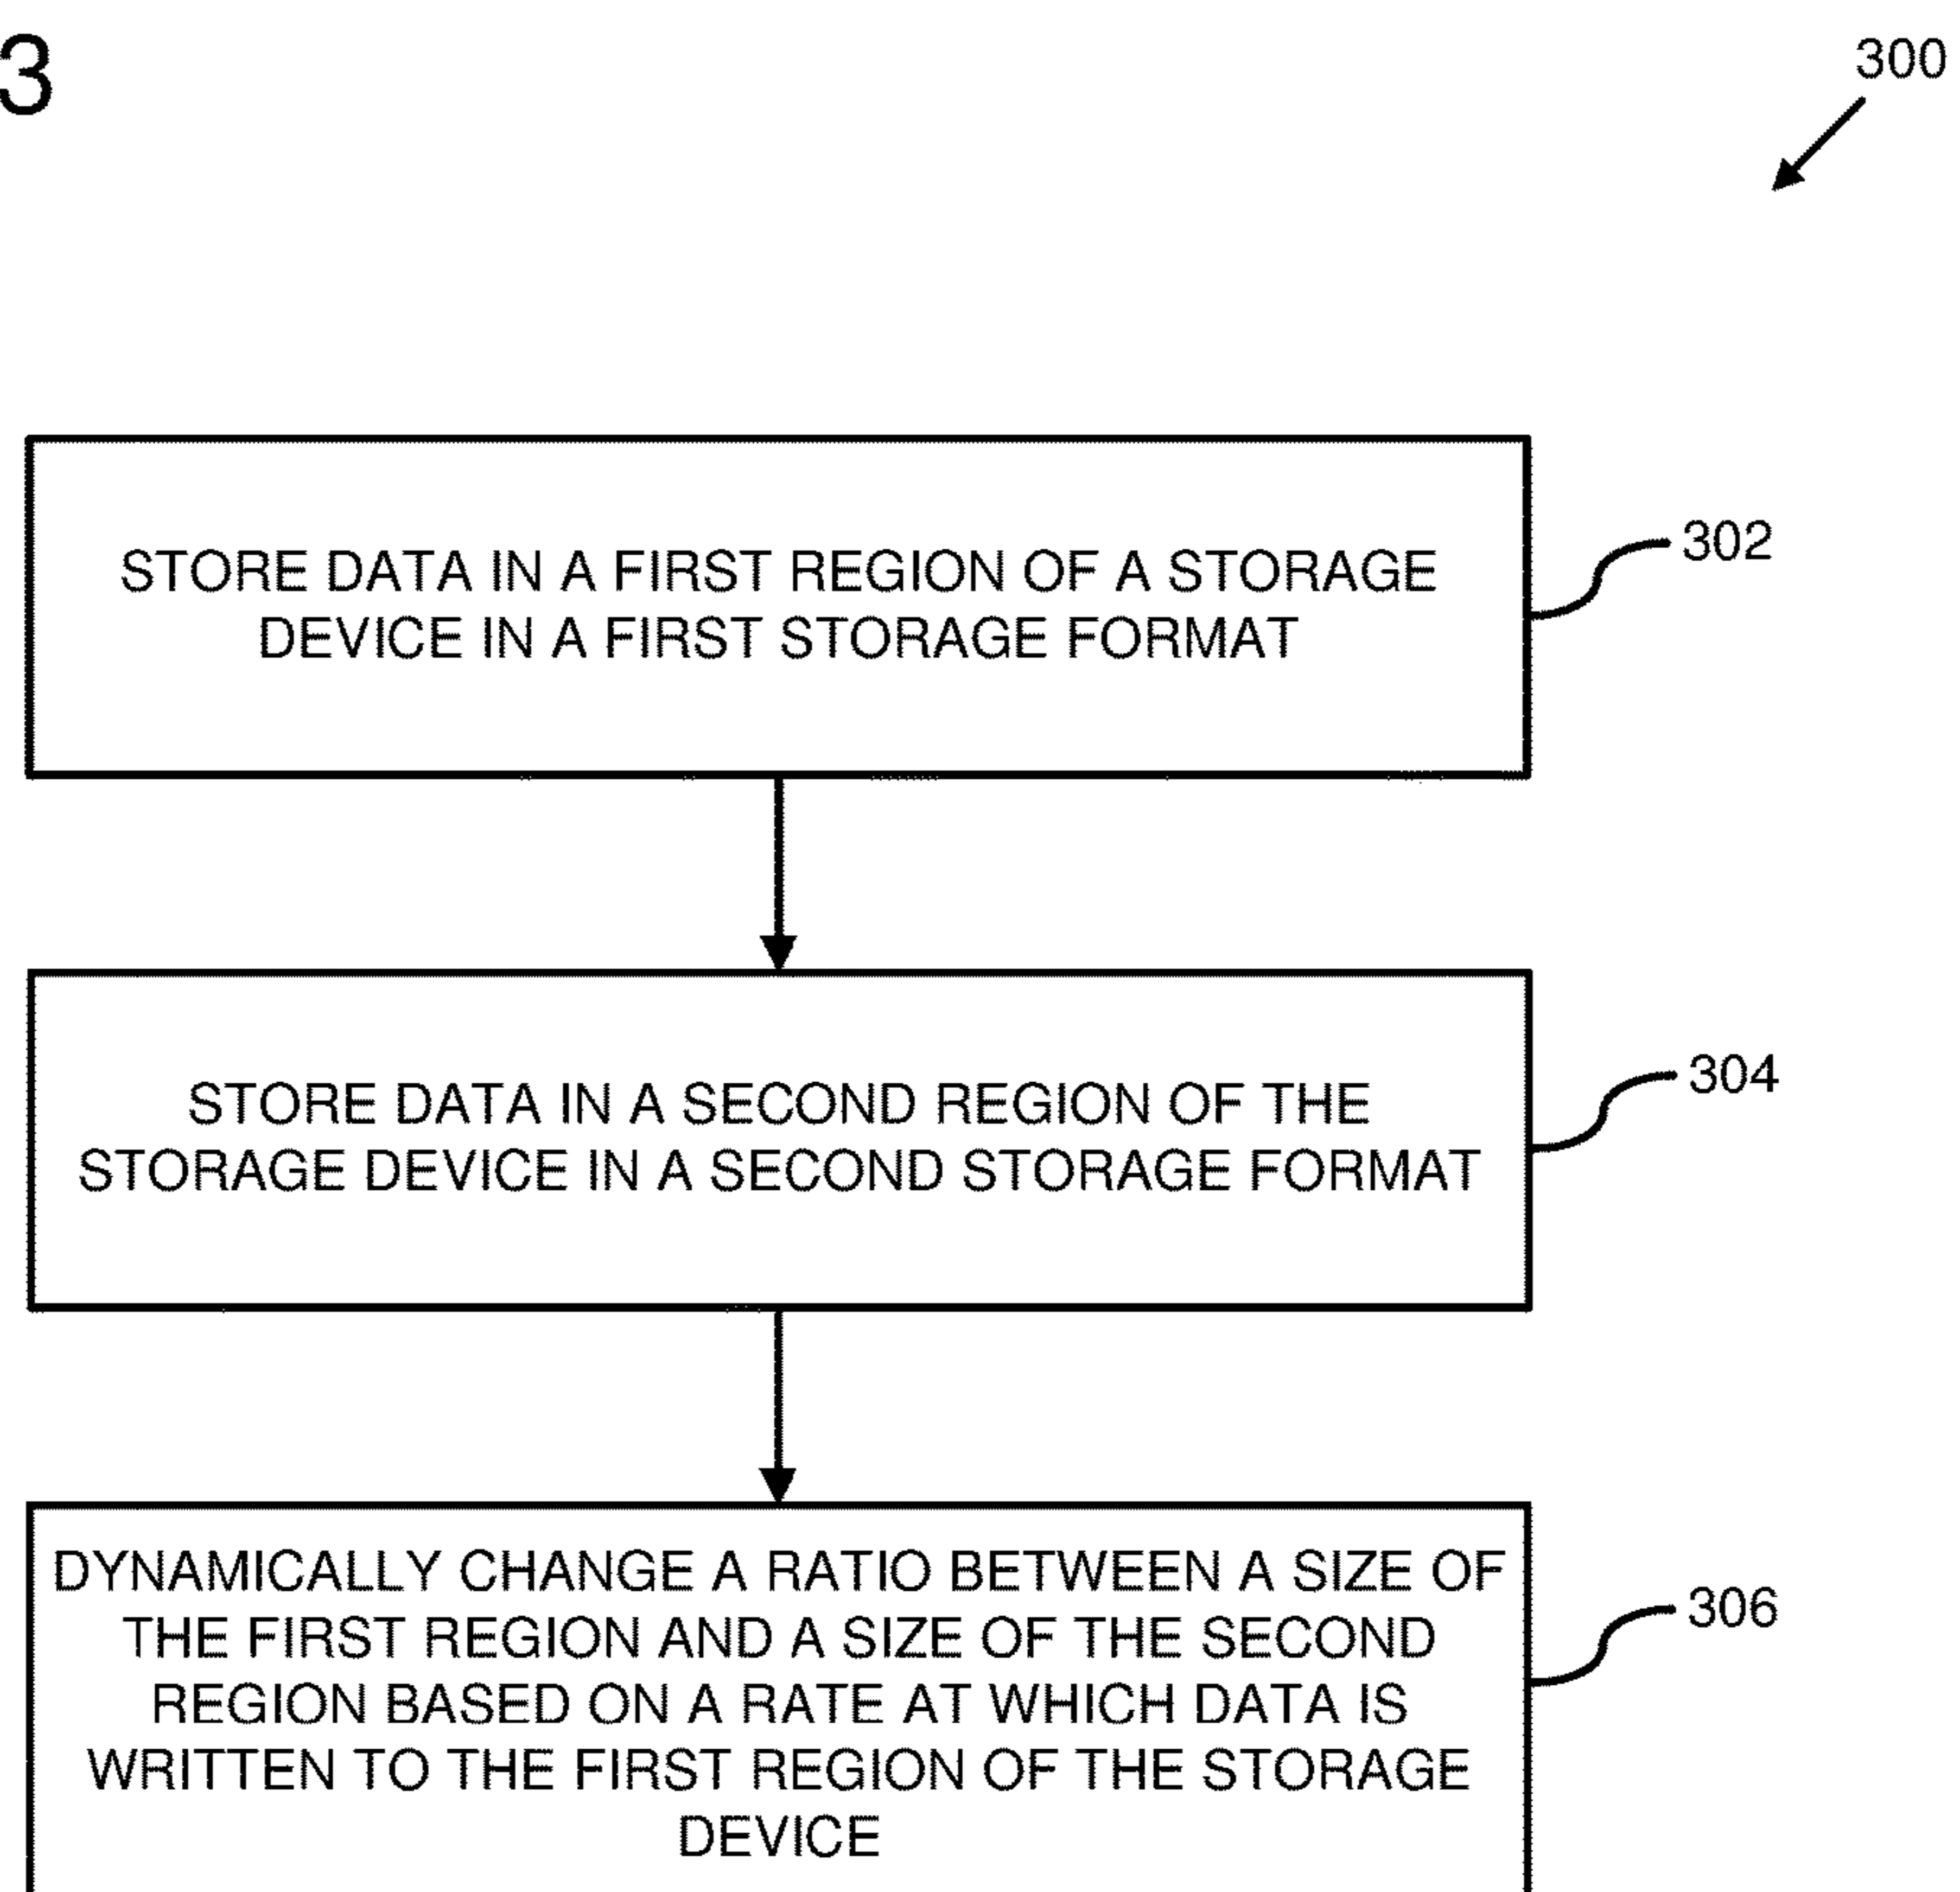 3
300
STORE DATA IN A FIRST REGION OF A STORAGE
DEVICE IN A FIRST STORAGE FORMAT
302
STORE DATA IN A SECOND REGION OF THE
STORAGE DEVICE IN A SECOND STORAGE FORMAT
304
DYNAMICALLY CHANGE A RATIO BETWEEN A SIZE OF
THE FIRST REGION AND A SIZE OF THE SECOND
REGION BASED ON A RATE AT WHICH DATA IS
WRITTEN TO THE FIRST REGION OF THE STORAGE
DEVICE
306